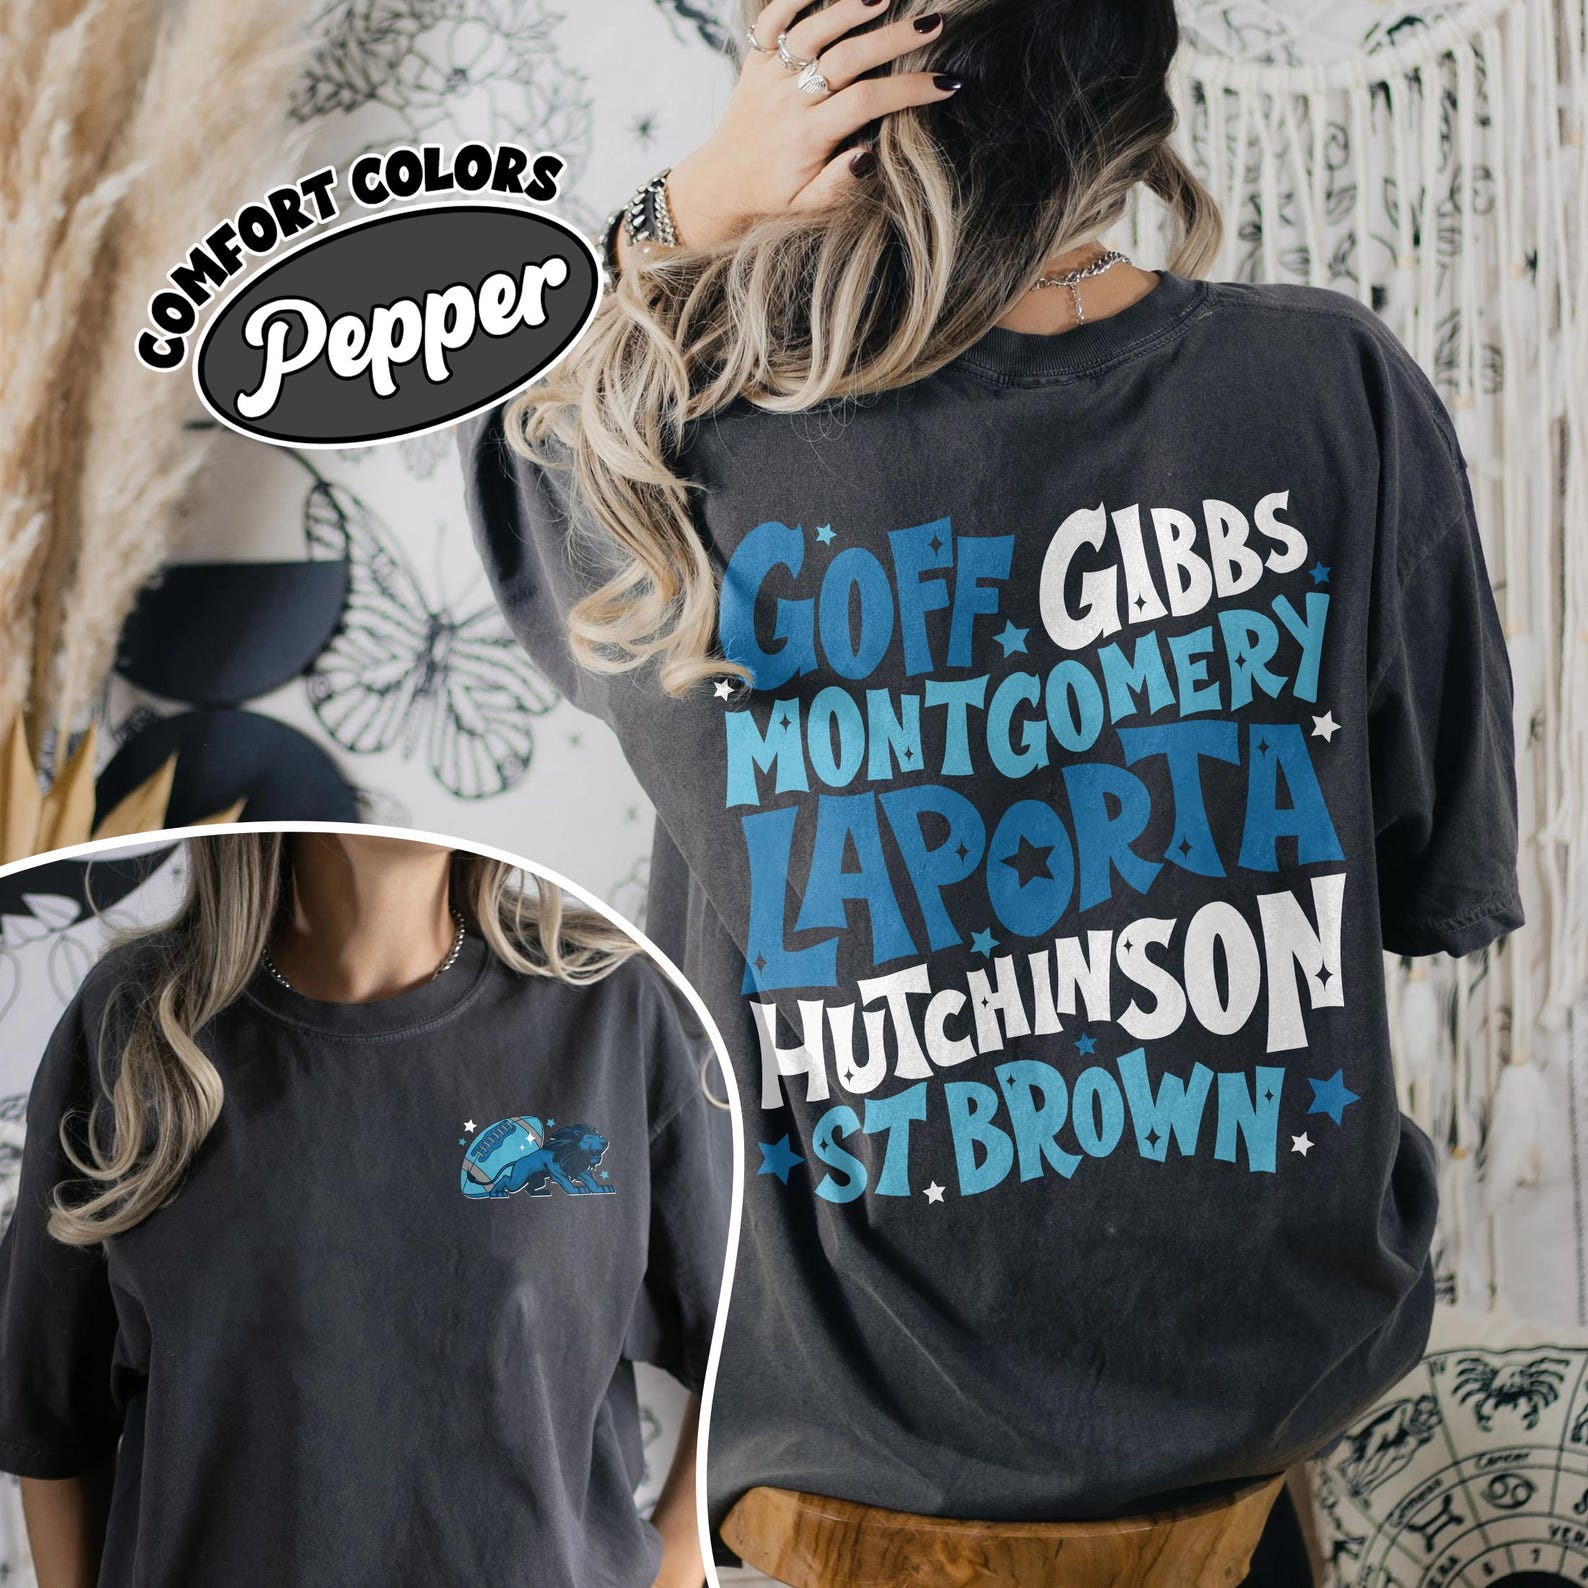 COMFORT COLORS
Pepper
GOFF GIBBS
MONTGOMERY
LAPORTA
HUTCHINSON
ST. BROWN